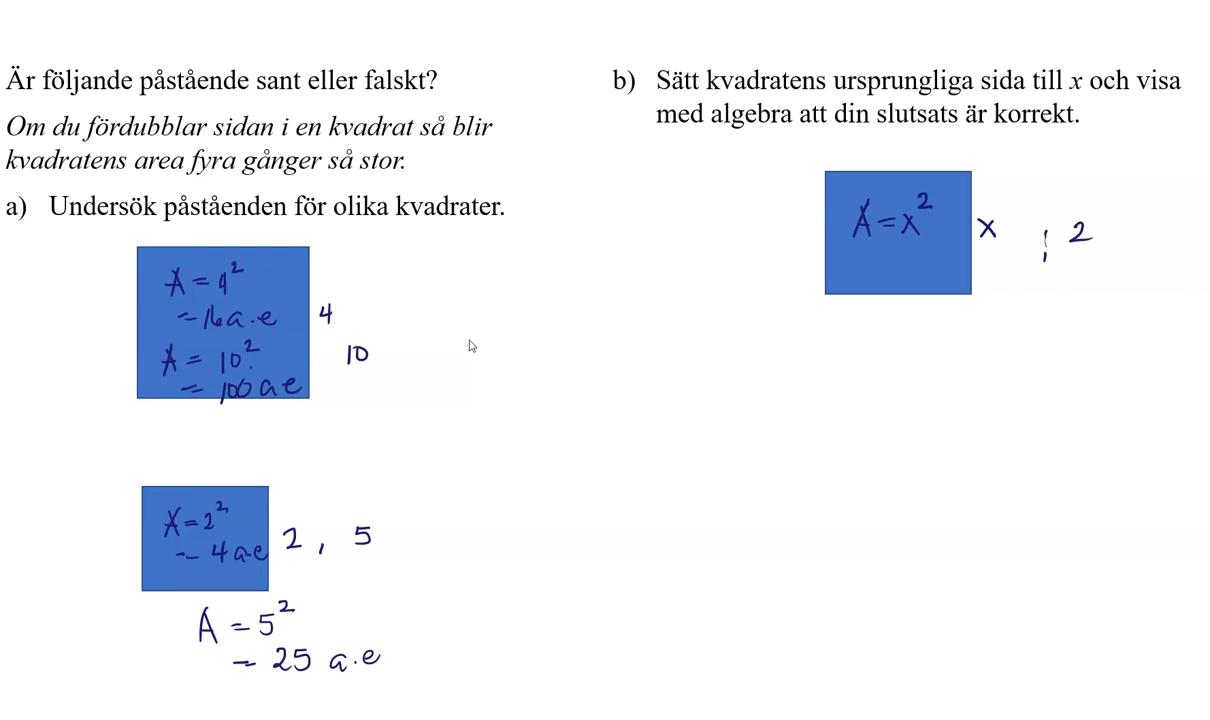 Är följande påstående sant eller falskt?
Om du fördubblar sidan i en kvadrat så blir
kvadratens area fyra gånger så stor.
a) Undersök påståenden för olika kvadrater.
A = 4²
= 16 a.e
4
A = 10²
10
= 100 a e
A = 2²
= 4 a.e
2 , 5
A = 5²
= 25 a.e
b) Sätt kvadratens ursprungliga sida till x och visa
med algebra att din slutsats är korrekt.
A = x²
x ; 2